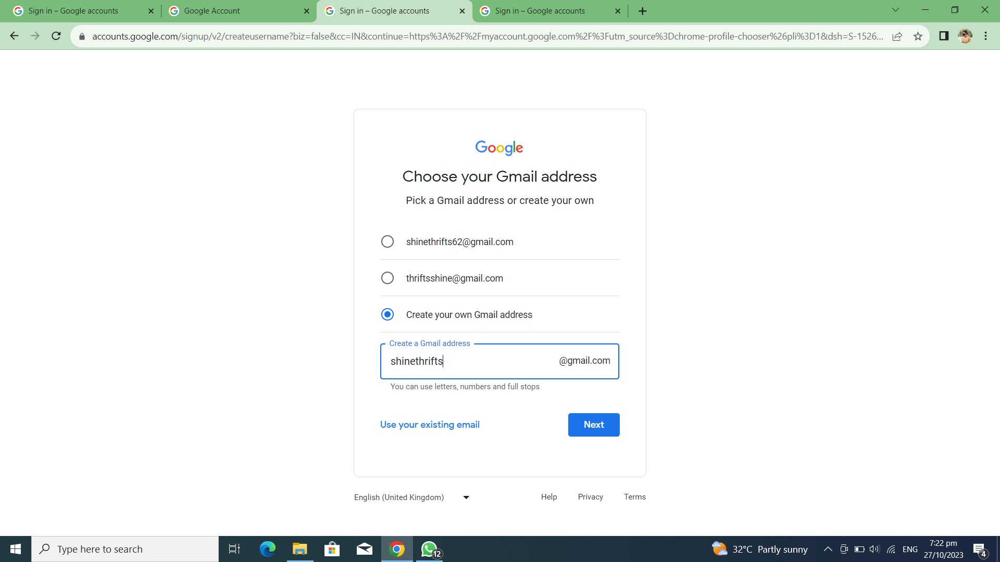 Sign in – Google accounts
Google Account
Sign in – Google accounts
Sign in – Google accounts
accounts.google.com/signup/v2/createusername?biz=false&cc=IN&continue=https%3A%2F%2Fmyaccount.google.com%2F%3Futm_source%3Dchrome-profile-chooser%26pli%3D1&dsh=S-1526...
Google
Choose your Gmail address
Pick a Gmail address or create your own
shinethrifts62@gmail.com
thriftsshine@gmail.com
Create your own Gmail address
Create a Gmail address
shinethrifts @gmail.com
You can use letters, numbers and full stops
Use your existing email Next
English (United Kingdom) Help Privacy Terms
Type here to search
12
32°C Partly sunny
ENG
7:22 pm
27/10/2023
4